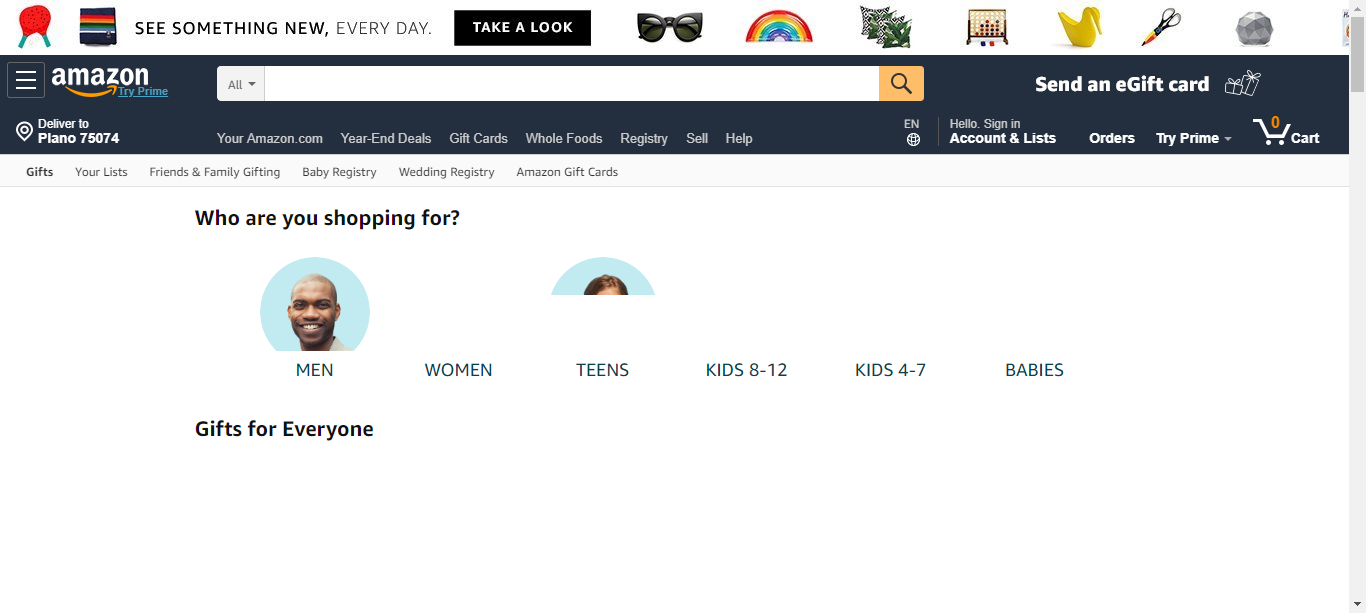 SEE SOMETHING NEW, EVERY DAY. TAKE A LOOK
amazon
Try Prime
All
Send an eGift card
Deliver to
Plano 75074
Your Amazon.com Year-End Deals Gift Cards Whole Foods Registry Sell Help
EN
Hello. Sign in
Account & Lists
Orders
Try Prime
0
Cart
Gifts Your Lists Friends & Family Gifting Baby Registry Wedding Registry Amazon Gift Cards
Who are you shopping for?
MEN WOMEN TEENS KIDS 8-12 KIDS 4-7 BABIES
Gifts for Everyone